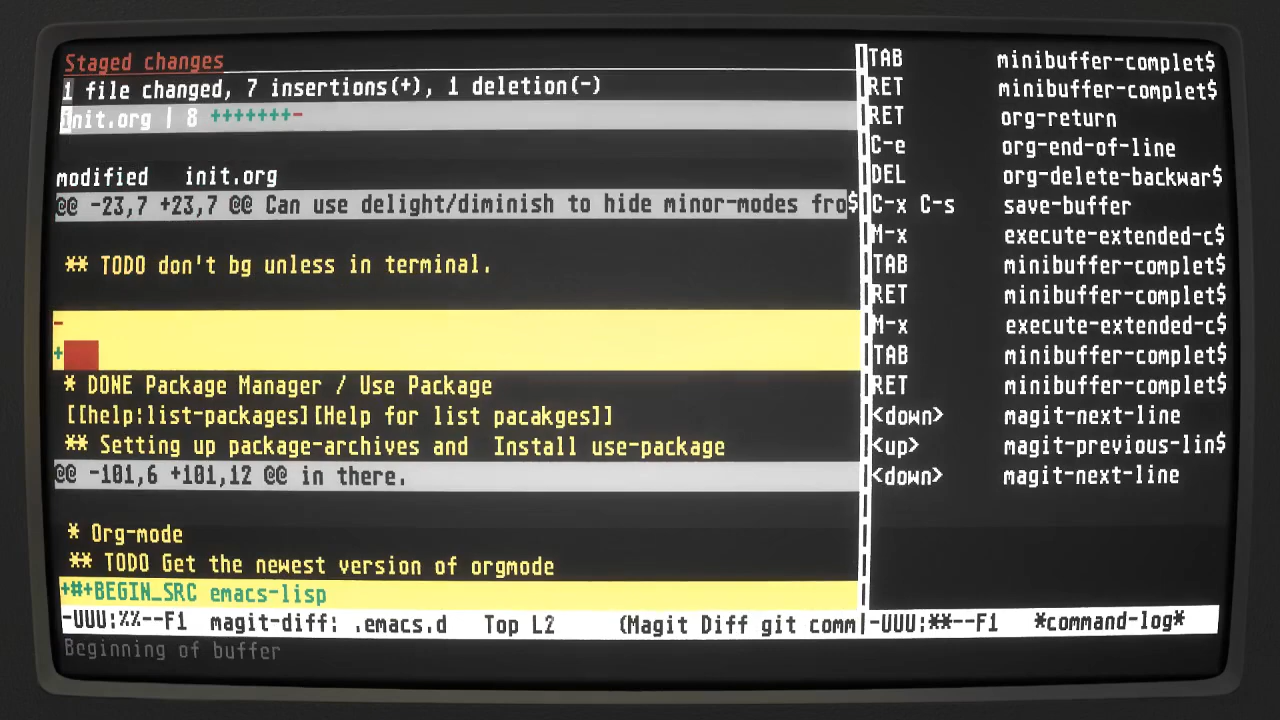 Staged changes
1 file changed, 7 insertions(+), 1 deletion(-)
init.org | 8 +++++++-
modified   init.org
@@ -23,7 +23,7 @@ Can use delight/diminish to hide minor-modes fro$
** TODO don't bg unless in terminal.
-
+
* DONE Package Manager / Use Package
[[help:list-packages][Help for list pacakges]]
** Setting up package-archives and  Install use-package
@@ -101,6 +101,12 @@ in there.
* Org-mode
** TODO Get the newest version of orgmode
+#+BEGIN_SRC emacs-lisp
-UUU:%%--F1  magit-diff: .emacs.d   Top L2     (Magit Diff git comm
Beginning of buffer
TAB        minibuffer-complet$
RET        minibuffer-complet$
RET        org-return
C-e        org-end-of-line
DEL        org-delete-backwar$
C-x C-s    save-buffer
M-x        execute-extended-c$
TAB        minibuffer-complet$
RET        minibuffer-complet$
M-x        execute-extended-c$
TAB        minibuffer-complet$
RET        minibuffer-complet$
<down>     magit-next-line
<up>       magit-previous-lin$
<down>     magit-next-line
-UUU:**--F1   *command-log*